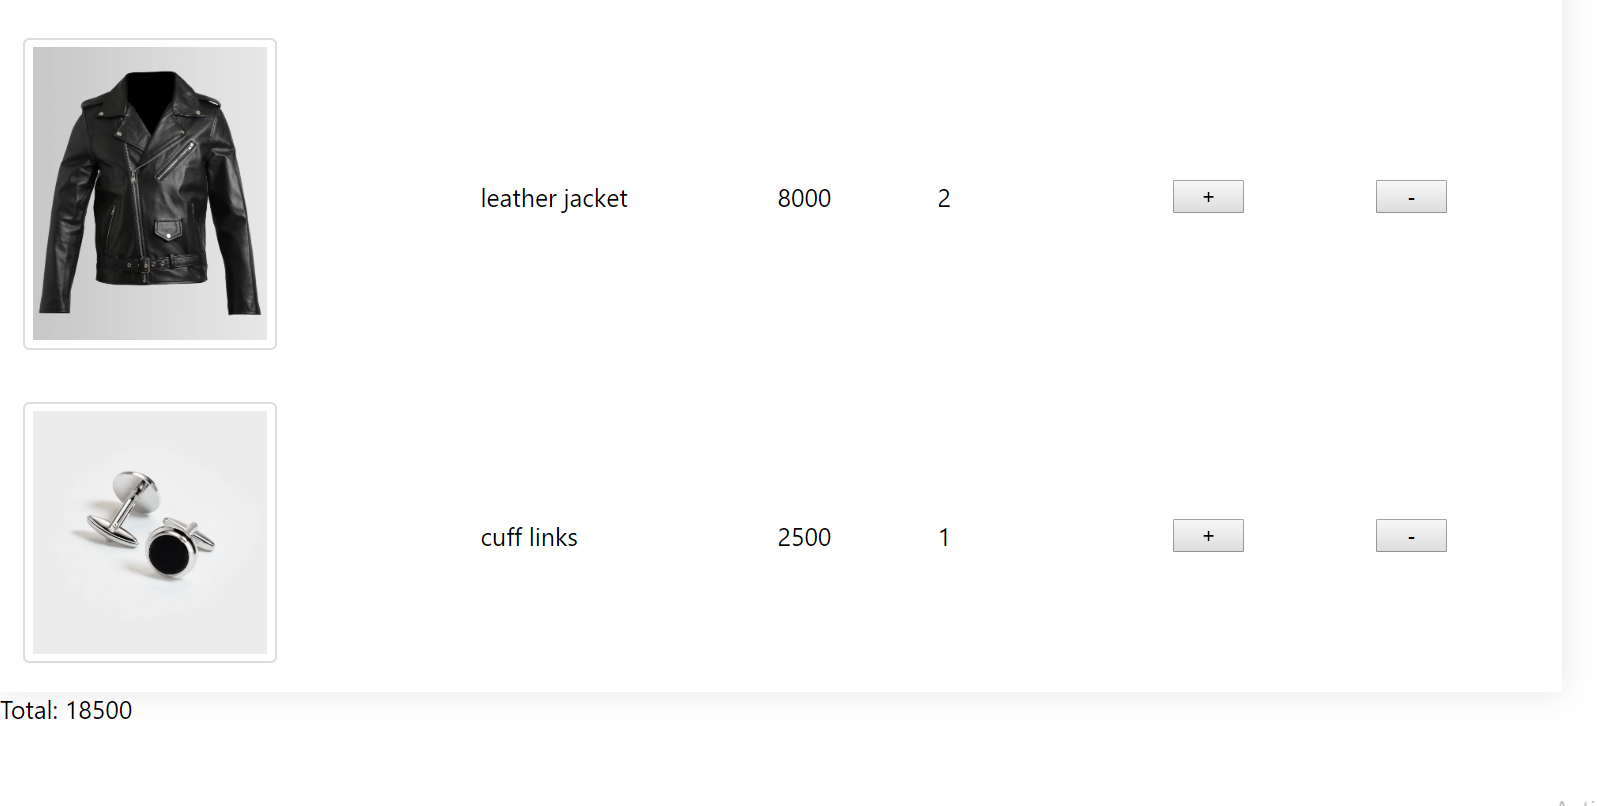 leather jacket 8000 2 + -
cuff links 2500 1 + -
Total: 18500